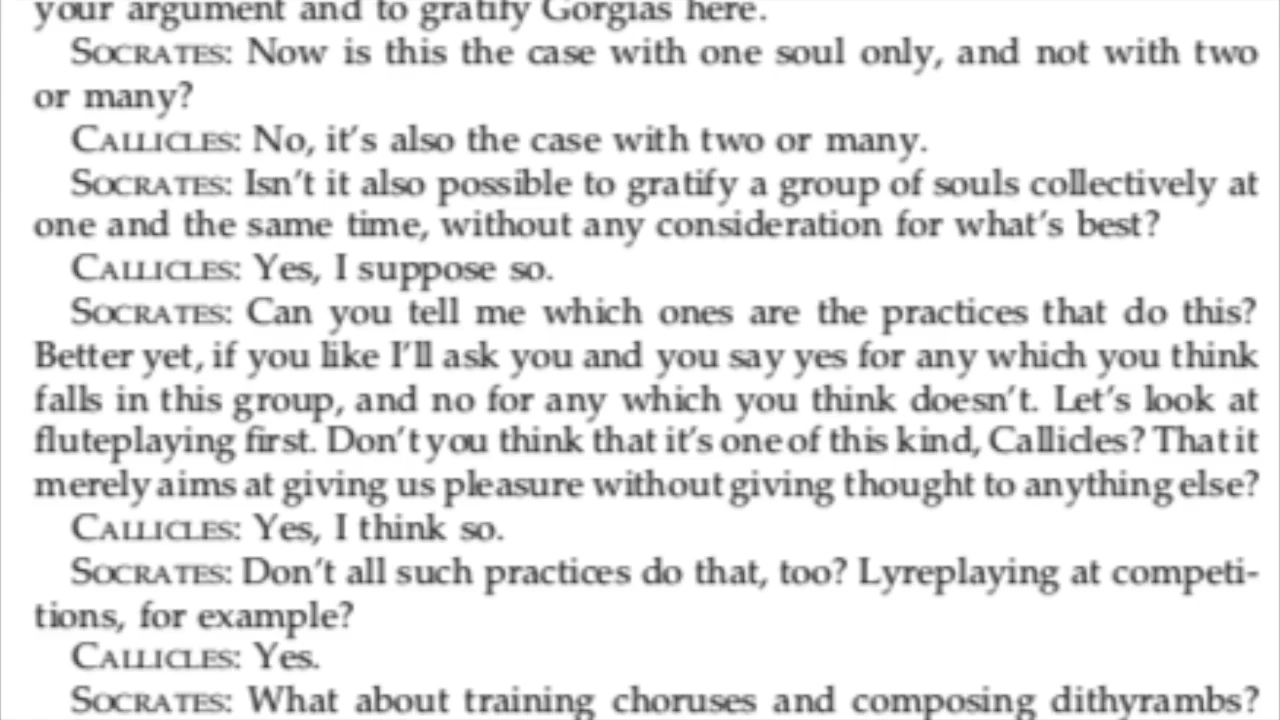 your argument and to gratify Gorgias here.
SOCRATES: Now is this the case with one soul only, and not with two
or many?
CALLICLES: No, it's also the case with two or many.
SOCRATES: Isn't it also possible to gratify a group of souls collectively at
one and the same time, without any consideration for what's best?
CALLICLES: Yes, I suppose so.
SOCRATES: Can you tell me which ones are the practices that do this?
Better yet, if you like I'll ask you and you say yes for any which you think
falls in this group, and no for any which you think doesn't. Let's look at
fluteplaying first. Don't you think that it's one of this kind, Callicles? That it
merely aims at giving us pleasure without giving thought to anything else?
CALLICLES: Yes, I think so.
SOCRATES: Don't all such practices do that, too? Lyreplaying at competi-
tions, for example?
CALLICLES: Yes.
SOCRATES: What about training choruses and composing dithyrambs?